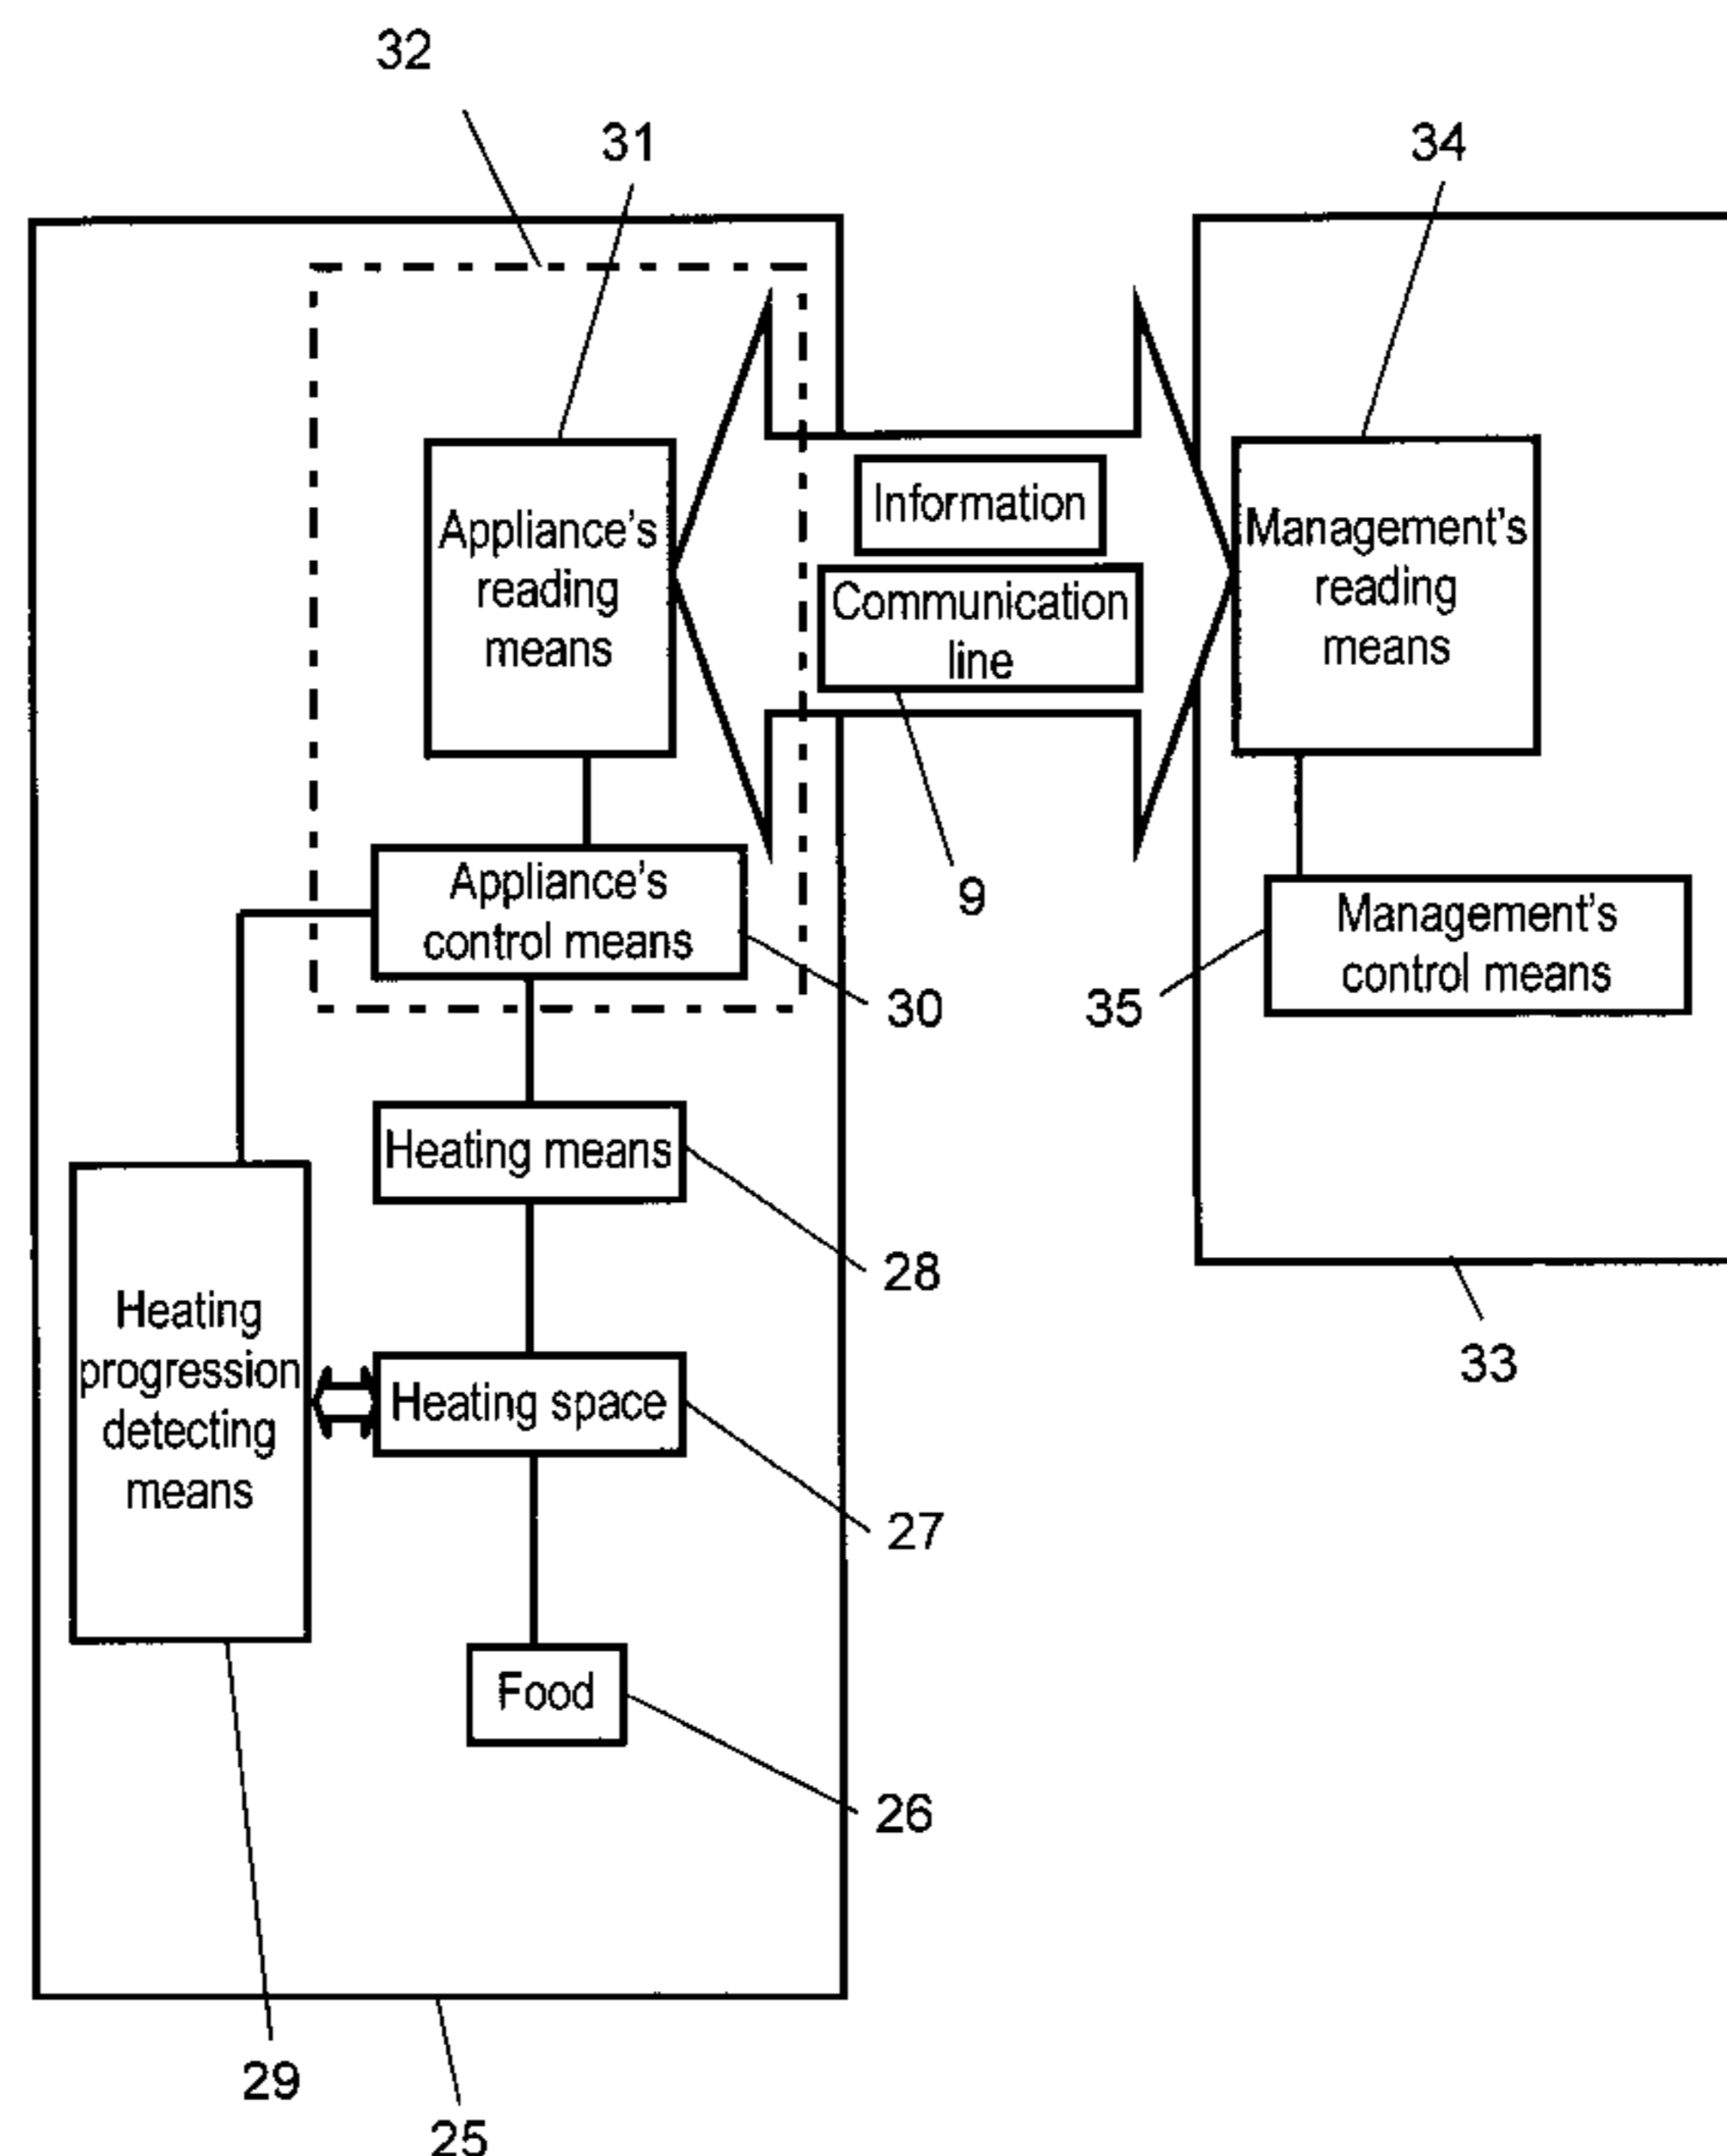 32
31
34
Appliance's
reading
means
Information
Communication
line
Management's
reading
means
9
Appliance's
control means
30
35
Management's
control means
Heating means
28
33
Heating
progression
detecting
means
Heating space
27
Food
26
29
25